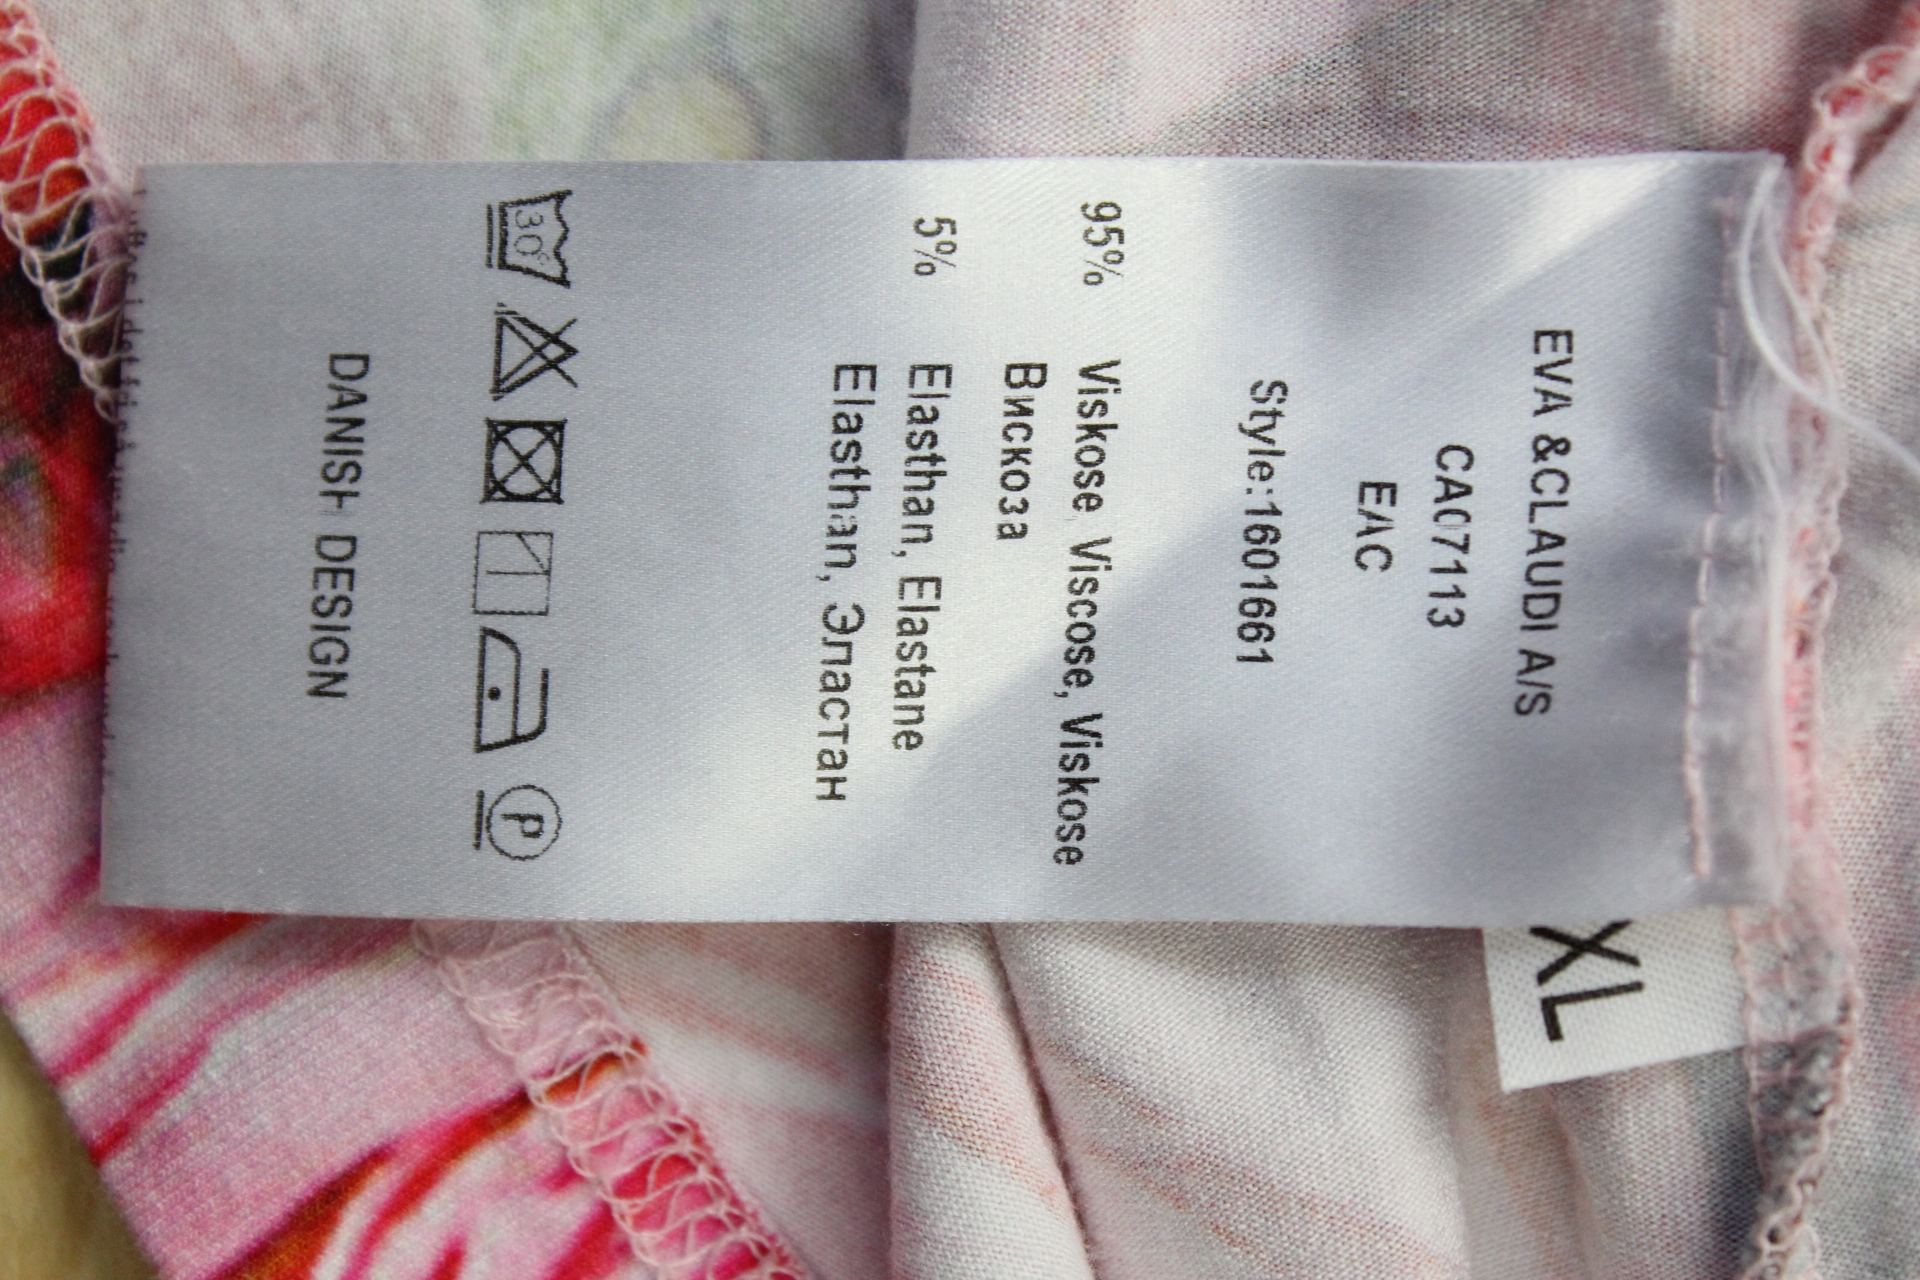 EVA &CLAUDI A/S
CA07113
EAC
Style:1601661
95% Viskose, Viscose, Viskose
Вискоза
5% Elasthan, Elastane
Elasthan, Эластан
30°
P
DANISH DESIGN
XL